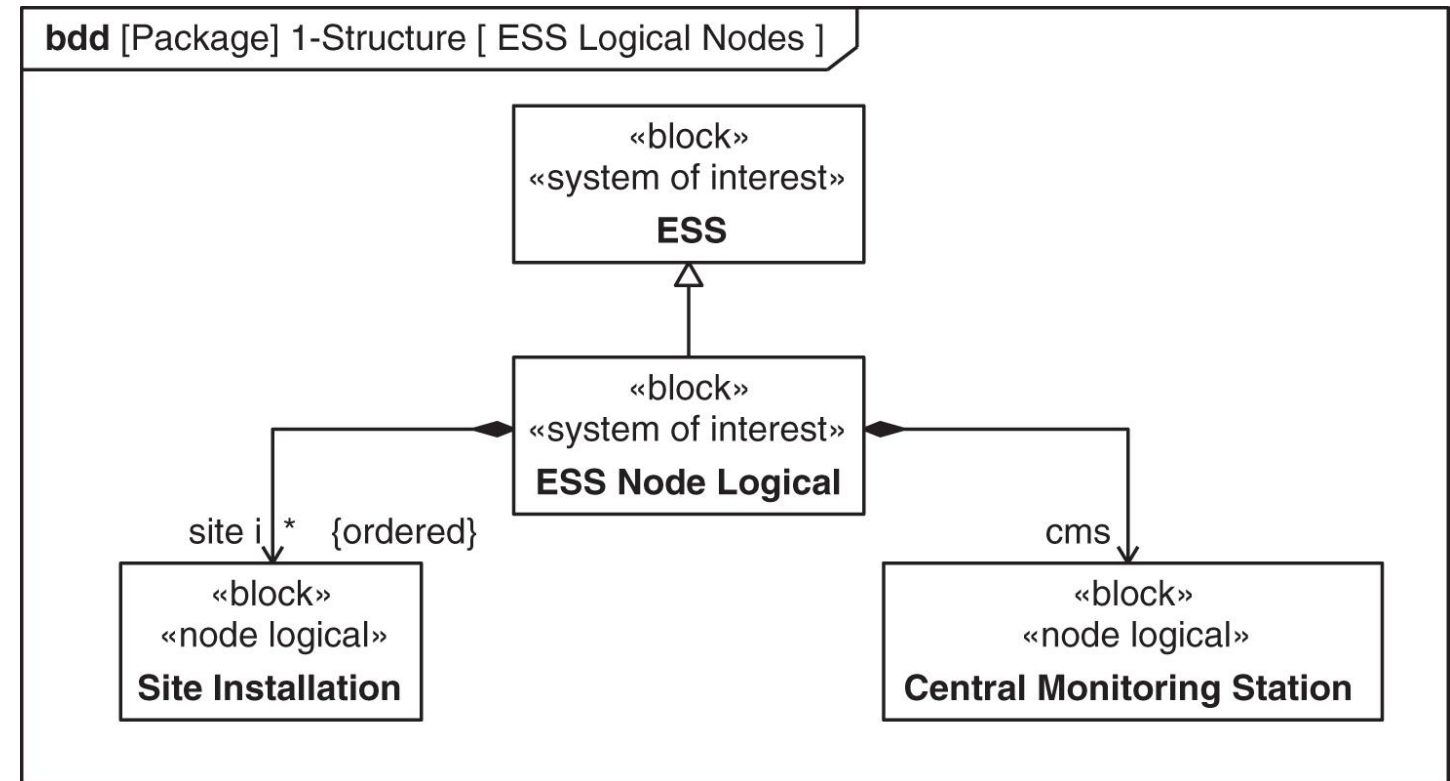 bdd [Package] 1-Structure [ ESS Logical Nodes ]
«block»
«system of interest»
ESS
«block»
«system of interest»
ESS Node Logical
site i * {ordered}
cms
«block»
«node logical»
Site Installation
«block»
«node logical»
Central Monitoring Station